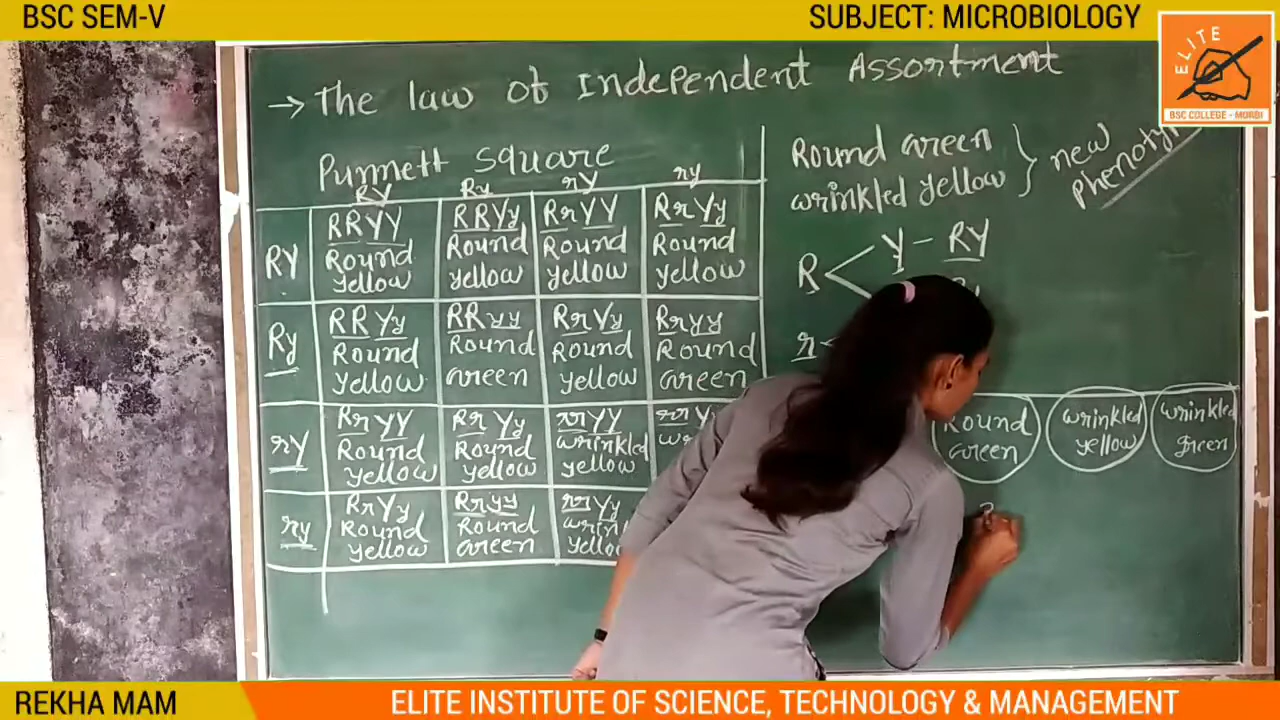 BSC SEM-V
SUBJECT: MICROBIOLOGY
ELITE
BSC COLLEGE - MORBI
→ The law of Independent Assortment
Punnett square
RY Ry rY ry
RY
RRYY
Round
yellow
RRYy
Round
yellow
RrYY
Round
yellow
RrYy
Round
yellow
Ry
RRYy
Round
yellow
RRyy
Round
Green
RrYy
Round
yellow
Rryy
Round
Green
rY
RrYY
Round
yellow
RrYy
Round
yellow
rrYY
wrinkled
yellow
ry
RrYy
Round
yellow
Rryy
Round
Green
rrYy
Round Green
wrinkled yellow
new
R
Y - RY
r
Round
Green
wrinkled
yellow
wrinkled
green
REKHA MAM
ELITE INSTITUTE OF SCIENCE, TECHNOLOGY & MANAGEMENT